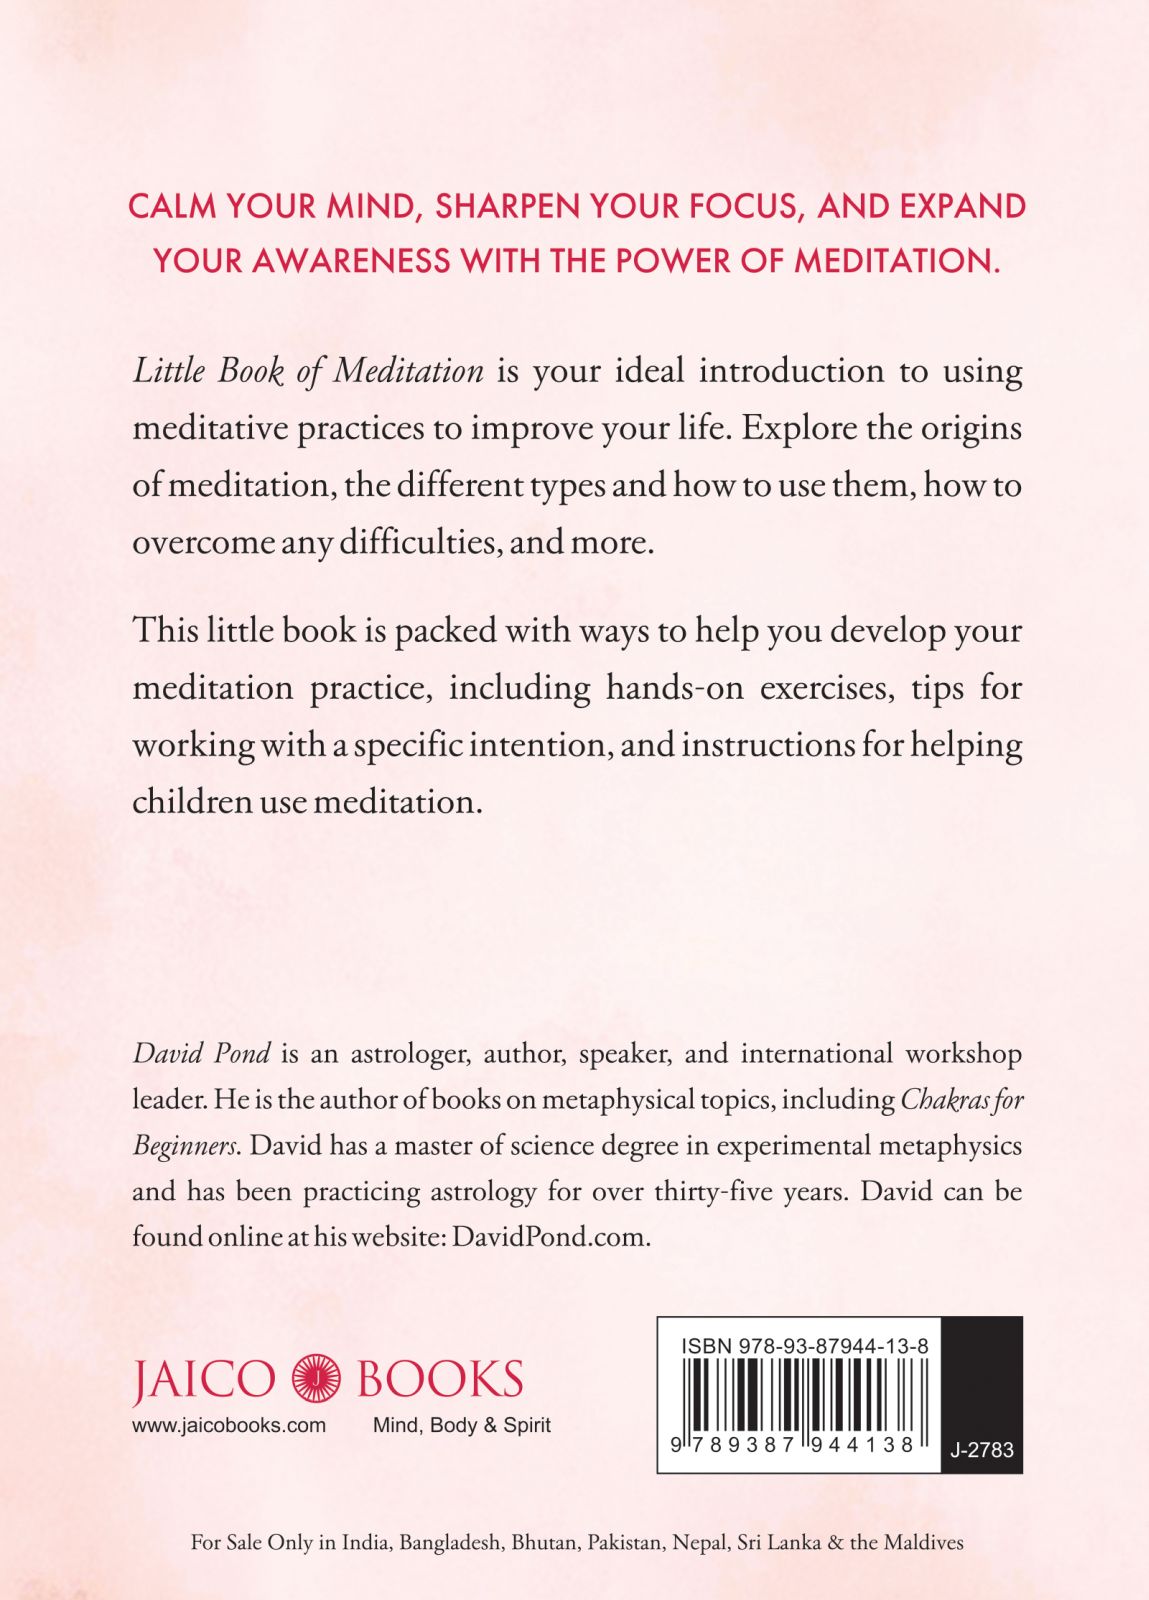 CALM YOUR MIND, SHARPEN YOUR FOCUS, AND EXPAND
YOUR AWARENESS WITH THE POWER OF MEDITATION.
Little Book of Meditation is your ideal introduction to using
meditative practices to improve your life. Explore the origins
of meditation, the different types and how to use them, how to
overcome any difficulties, and more.
This little book is packed with ways to help you develop your
meditation practice, including hands-on exercises, tips for
working with a specific intention, and instructions for helping
children use meditation.
David Pond is an astrologer, author, speaker, and international workshop
leader. He is the author of books on metaphysical topics, including Chakras for
Beginners. David has a master of science degree in experimental metaphysics
and has been practicing astrology for over thirty-five years. David can be
found online at his website: DavidPond.com.
JAICO J BOOKS
www.jaicobooks.com Mind, Body & Spirit
ISBN 978-93-87944-13-8
9 789387 944138
J-2783
For Sale Only in India, Bangladesh, Bhutan, Pakistan, Nepal, Sri Lanka & the Maldives